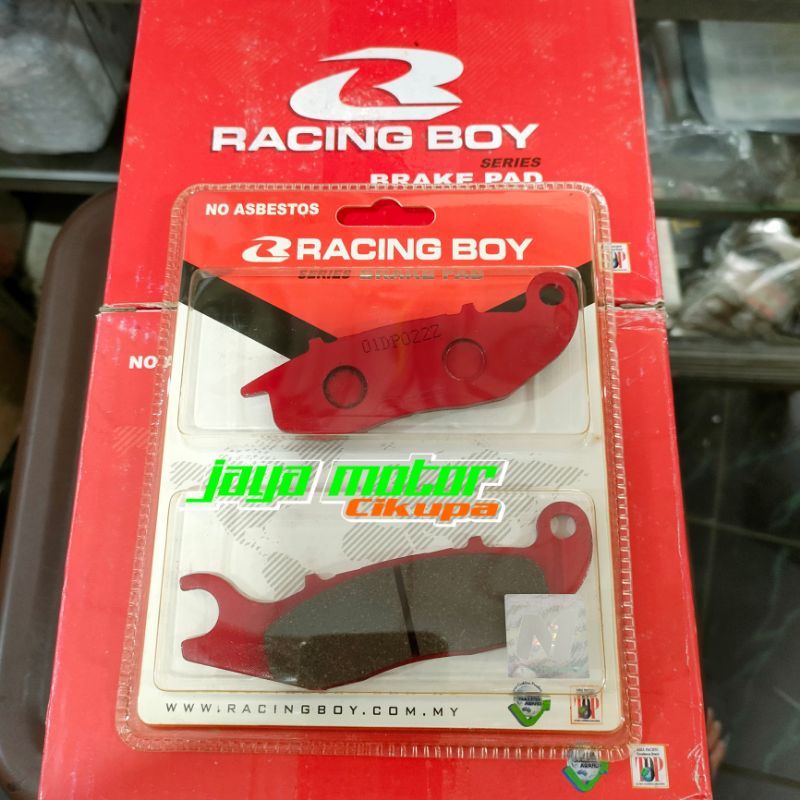 RACING BOY
SERIES
BRAKE PAD
NO ASBESTOS
RACING BOY
SERIES BRAKE PAD
01DP022Z
NO A
jaya motor
Cikupa
WWW.RACINGBOY.COM.MY